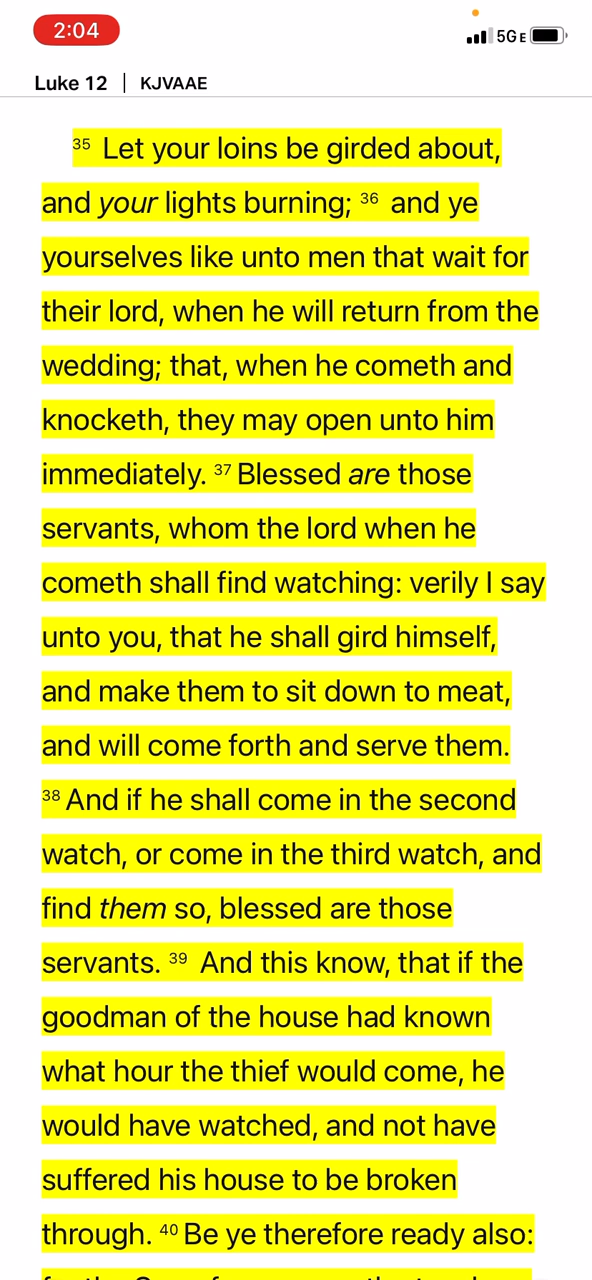 2:04
5GE
Luke 12 | KJVAAE
35 Let your loins be girded about,
and your lights burning; 36 and ye
yourselves like unto men that wait for
their lord, when he will return from the
wedding; that, when he cometh and
knocketh, they may open unto him
immediately. 37 Blessed are those
servants, whom the lord when he
cometh shall find watching: verily I say
unto you, that he shall gird himself,
and make them to sit down to meat,
and will come forth and serve them.
38 And if he shall come in the second
watch, or come in the third watch, and
find them so, blessed are those
servants. 39 And this know, that if the
goodman of the house had known
what hour the thief would come, he
would have watched, and not have
suffered his house to be broken
through. 40 Be ye therefore ready also: